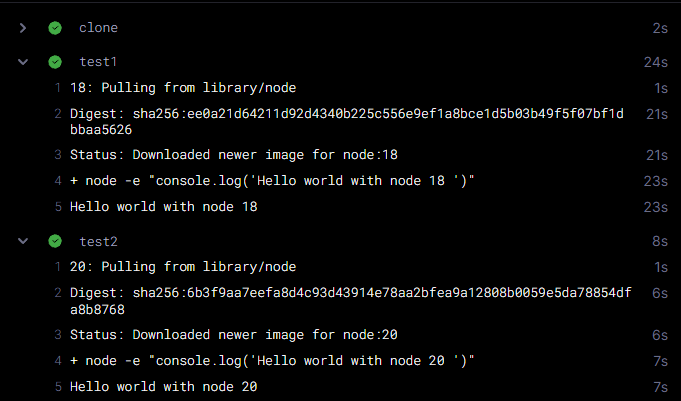 clone 2s
test1 24s
1 18: Pulling from library/node 1s
2 Digest: sha256:ee0a21d64211d92d4340b225c556e9ef1a8bce1d5b03b49f5f07bf1d 21s
bbaa5626
3 Status: Downloaded newer image for node:18 21s
4 + node -e "console.log('Hello world with node 18 ')" 23s
5 Hello world with node 18 23s
test2 8s
1 20: Pulling from library/node 1s
2 Digest: sha256:6b3f9aa7eefa8d4c93d43914e78aa2bfea9a12808b0059e5da78854df 6s
a8b8768
3 Status: Downloaded newer image for node:20 6s
4 + node -e "console.log('Hello world with node 20 ')" 7s
5 Hello world with node 20 7s